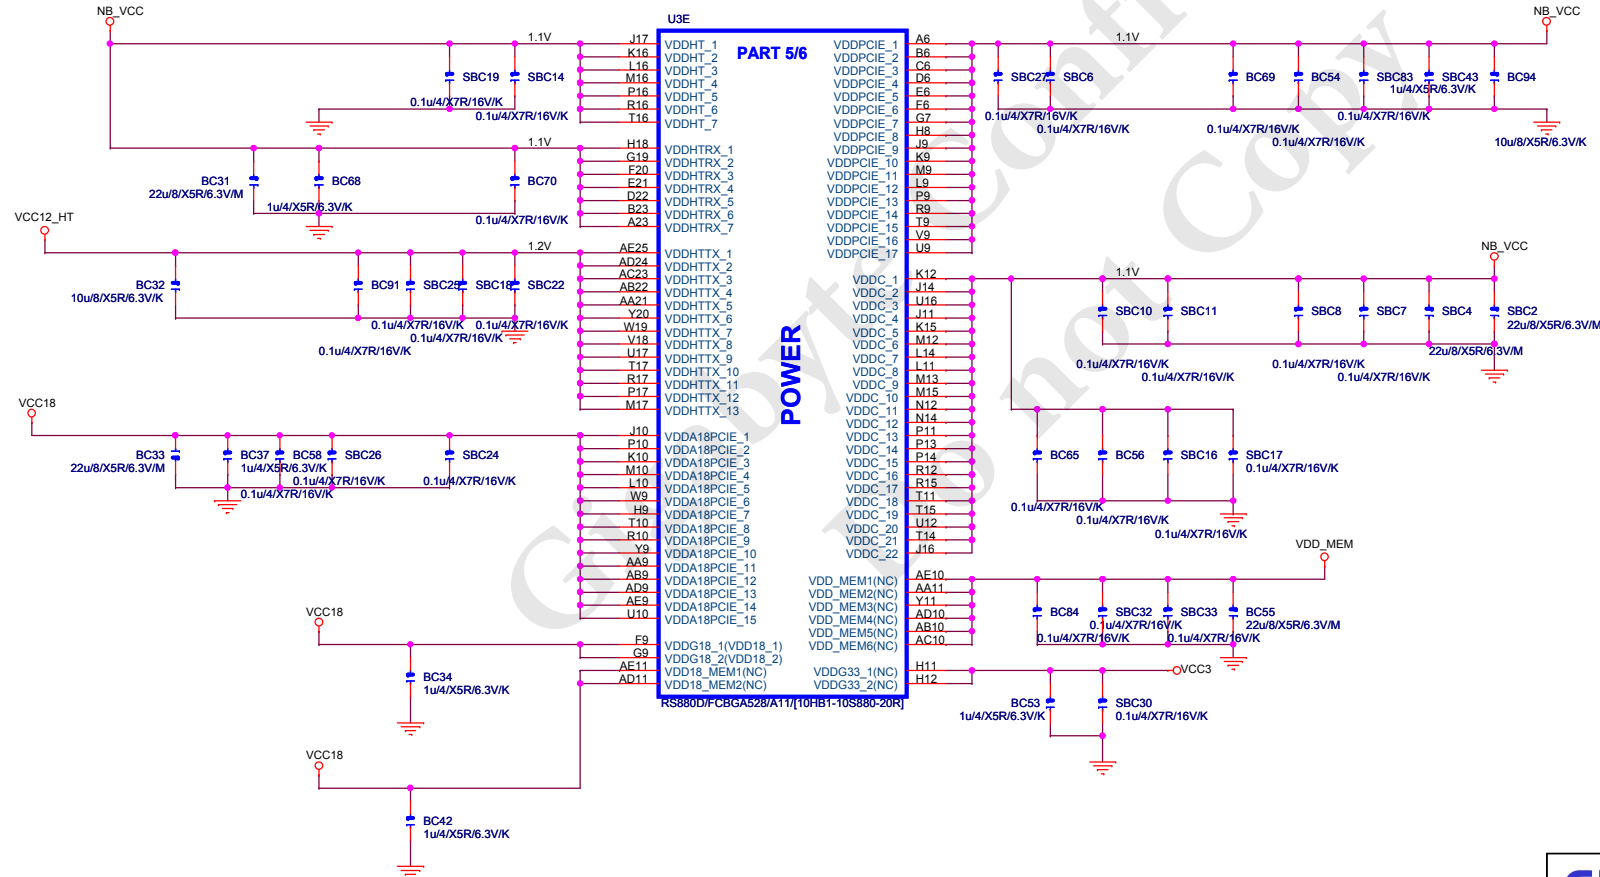 U3E
PART 5/6
POWER
RS880D/FCBGA528/A11/[10HB1-10S880-20R]
NB_VCC
1.1V
SBC19
0.1u/4/X7R/16V/K
SBC14
0.1u/4/X7R/16V/K
J17 VDDHT_1
K16 VDDHT_2
L16 VDDHT_3
M16 VDDHT_4
P16 VDDHT_5
R16 VDDHT_6
T16 VDDHT_7
1.1V
BC31
22u/8/X5R/6.3V/M
BC68
1u/4/X5R/6.3V/K
BC70
0.1u/4/X7R/16V/K
H18 VDDHTRX_1
G19 VDDHTRX_2
F20 VDDHTRX_3
E21 VDDHTRX_4
D22 VDDHTRX_5
B23 VDDHTRX_6
A23 VDDHTRX_7
VCC12_HT
1.2V
BC32
10u/8/X5R/6.3V/K
BC91
0.1u/4/X7R/16V/K
SBC25
0.1u/4/X7R/16V/K
SBC18
0.1u/4/X7R/16V/K
SBC22
0.1u/4/X7R/16V/K
AE25 VDDHTTX_1
AD24 VDDHTTX_2
AC23 VDDHTTX_3
AB22 VDDHTTX_4
AA21 VDDHTTX_5
Y20 VDDHTTX_6
W19 VDDHTTX_7
V18 VDDHTTX_8
U17 VDDHTTX_9
T17 VDDHTTX_10
R17 VDDHTTX_11
P17 VDDHTTX_12
M17 VDDHTTX_13
VCC18
BC33
22u/8/X5R/6.3V/M
BC37
1u/4/X5R/6.3V/K
BC58
0.1u/4/X7R/16V/K
SBC26
0.1u/4/X7R/16V/K
SBC24
0.1u/4/X7R/16V/K
J10 VDDA18PCIE_1
P10 VDDA18PCIE_2
K10 VDDA18PCIE_3
M10 VDDA18PCIE_4
L10 VDDA18PCIE_5
W9 VDDA18PCIE_6
H9 VDDA18PCIE_7
T10 VDDA18PCIE_8
R10 VDDA18PCIE_9
Y9 VDDA18PCIE_10
AA9 VDDA18PCIE_11
AB9 VDDA18PCIE_12
AD9 VDDA18PCIE_13
AE9 VDDA18PCIE_14
U10 VDDA18PCIE_15
VCC18
BC34
1u/4/X5R/6.3V/K
F9 VDDG18_1(VDD18_1)
G9 VDDG18_2(VDD18_2)
AE11 VDD18_MEM1(NC)
AD11 VDD18_MEM2(NC)
VCC18
BC42
1u/4/X5R/6.3V/K
NB_VCC
1.1V
VDDPCIE_1 A6
VDDPCIE_2 B6
VDDPCIE_3 C6
VDDPCIE_4 D6
VDDPCIE_5 E6
VDDPCIE_6 F6
VDDPCIE_7 G7
VDDPCIE_8 H8
VDDPCIE_9 J9
VDDPCIE_10 K9
VDDPCIE_11 M9
VDDPCIE_12 L9
VDDPCIE_13 P9
VDDPCIE_14 R9
VDDPCIE_15 T9
VDDPCIE_16 V9
VDDPCIE_17 U9
SBC27
0.1u/4/X7R/16V/K
SBC6
0.1u/4/X7R/16V/K
BC69
0.1u/4/X7R/16V/K
BC54
0.1u/4/X7R/16V/K
SBC83
0.1u/4/X7R/16V/K
SBC43
1u/4/X5R/6.3V/K
BC94
10u/8/X5R/6.3V/K
NB_VCC
1.1V
VDDC_1 K12
VDDC_2 J14
VDDC_3 U16
VDDC_4 J11
VDDC_5 K15
VDDC_6 M12
VDDC_7 L14
VDDC_8 L11
VDDC_9 M13
VDDC_10 M15
VDDC_11 N12
VDDC_12 N14
VDDC_13 P11
VDDC_14 P13
VDDC_15 P14
VDDC_16 R12
VDDC_17 R15
VDDC_18 T11
VDDC_19 T15
VDDC_20 U12
VDDC_21 T14
VDDC_22 J16
SBC10
0.1u/4/X7R/16V/K
SBC11
0.1u/4/X7R/16V/K
SBC8
0.1u/4/X7R/16V/K
SBC7
0.1u/4/X7R/16V/K
SBC4
22u/8/X5R/6.3V/M
SBC2
22u/8/X5R/6.3V/M
BC65
0.1u/4/X7R/16V/K
BC56
0.1u/4/X7R/16V/K
SBC16
0.1u/4/X7R/16V/K
SBC17
0.1u/4/X7R/16V/K
VDD_MEM
VDD_MEM1(NC) AE10
VDD_MEM2(NC) AA11
VDD_MEM3(NC) Y11
VDD_MEM4(NC) AD10
VDD_MEM5(NC) AB10
VDD_MEM6(NC) AC10
BC84
0.1u/4/X7R/16V/K
SBC32
0.1u/4/X7R/16V/K
SBC33
0.1u/4/X7R/16V/K
BC55
22u/8/X5R/6.3V/M
VDDG33_1(NC) H11
VDDG33_2(NC) H12
VCC3
BC53
1u/4/X5R/6.3V/K
SBC30
0.1u/4/X7R/16V/K
Do not Copy